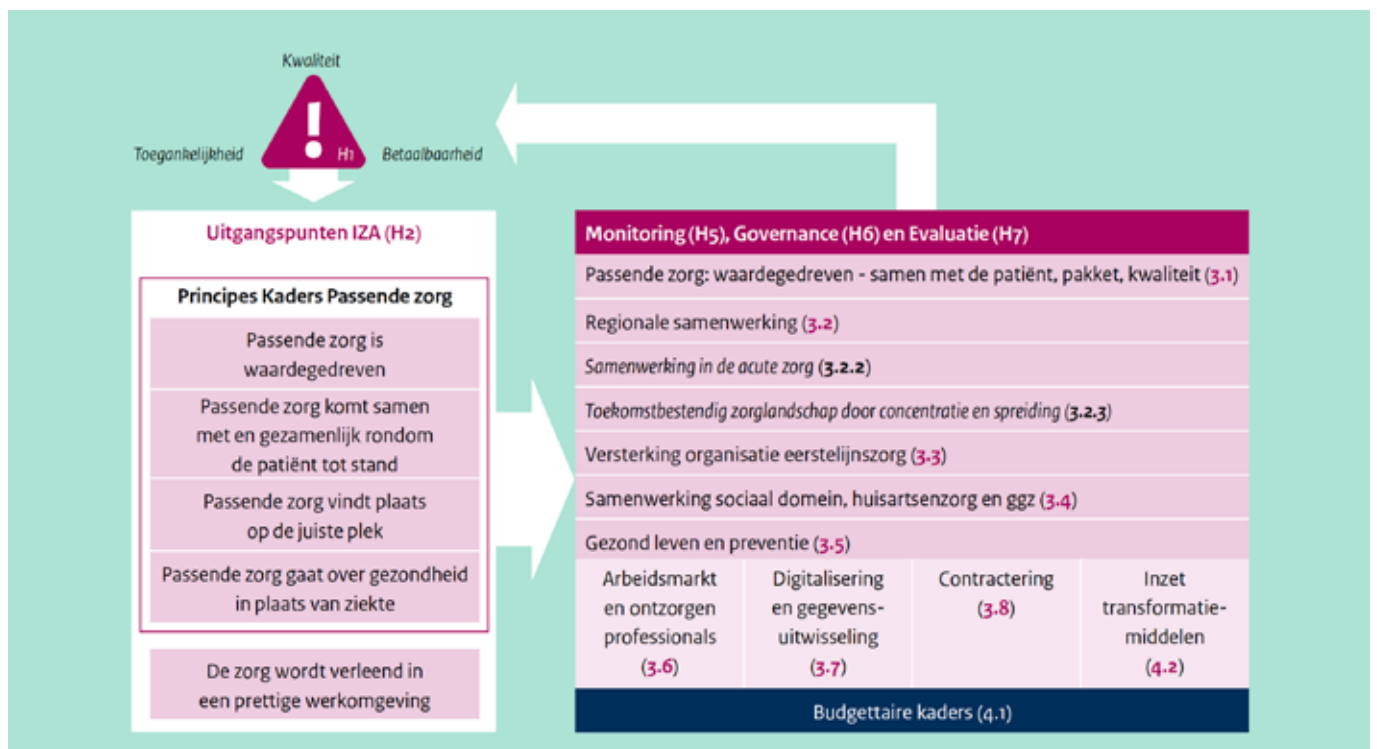 Kwaliteit
!
H1
Toegankelijkheid
Betaalbaarheid
Uitgangspunten IZA (H2)
Principes Kaders Passende zorg
Passende zorg is
waardegedreven
Passende zorg komt samen
met en gezamenlijk rondom
de patiënt tot stand
Passende zorg vindt plaats
op de juiste plek
Passende zorg gaat over gezondheid
in plaats van ziekte
De zorg wordt verleend in
een prettige werkomgeving
Monitoring (H5), Governance (H6) en Evaluatie (H7)
Passende zorg: waardegedreven - samen met de patiënt, pakket, kwaliteit (3.1)
Regionale samenwerking (3.2)
Samenwerking in de acute zorg (3.2.2)
Toekomstbestendig zorglandschap door concentratie en spreiding (3.2.3)
Versterking organisatie eerstelijnszorg (3.3)
Samenwerking sociaal domein, huisartsenzorg en ggz (3.4)
Gezond leven en preventie (3.5)
Arbeidsmarkt
en ontzorgen
professionals
(3.6)
Digitalisering
en gegevens-
uitwisseling
(3.7)
Contractering
(3.8)
Inzet
transformatie-
middelen
(4.2)
Budgettaire kaders (4.1)